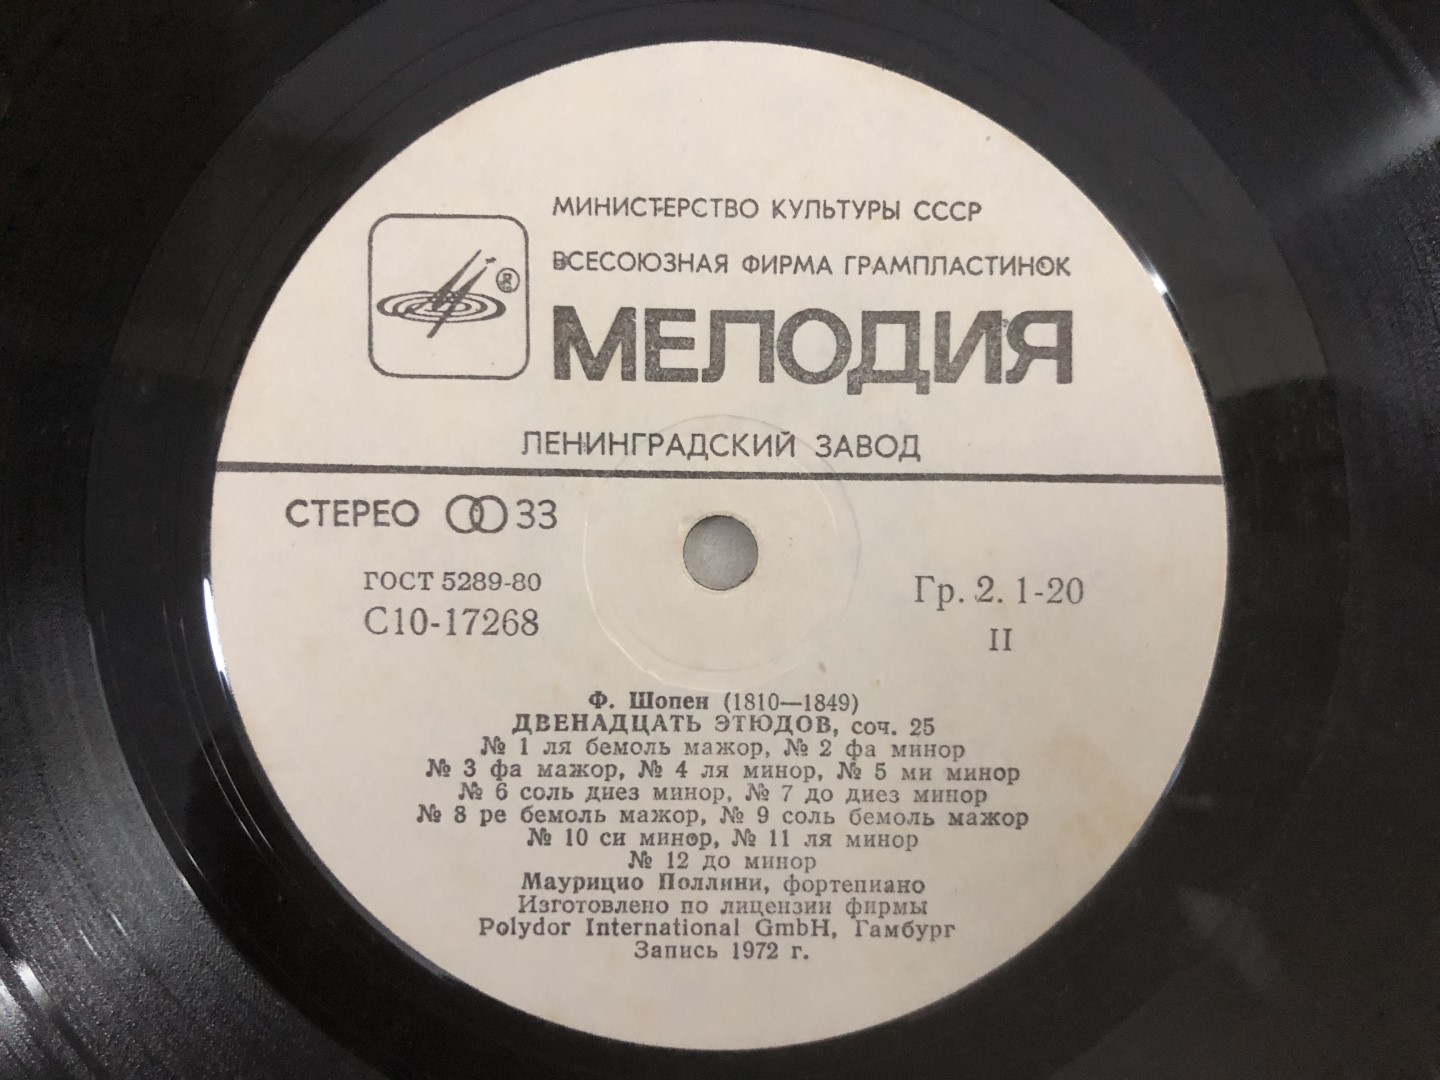 МИНИСТЕРСТВО КУЛЬТУРЫ СССР
ВСЕСОЮЗНАЯ ФИРМА ГРАМПЛАСТИНОК
®
МЕЛОДИЯ
ЛЕНИНГРАДСКИЙ ЗАВОД
СТЕРЕО 33
ГОСТ 5289-80
С10-17268
Гр. 2. 1-20
II
Ф. Шопен (1810—1849)
ДВЕНАДЦАТЬ ЭТЮДОВ, соч. 25
№ 1 ля бемоль мажор, № 2 фа минор
№ 3 фа мажор, № 4 ля минор, № 5 ми минор
№ 6 соль диез минор, № 7 до диез минор
№ 8 ре бемоль мажор, № 9 соль бемоль мажор
№ 10 си минор, № 11 ля минор
№ 12 до минор
Маурицио Поллини, фортепиано
Изготовлено по лицензии фирмы
Polydor International GmbH, Гамбург
Запись 1972 г.